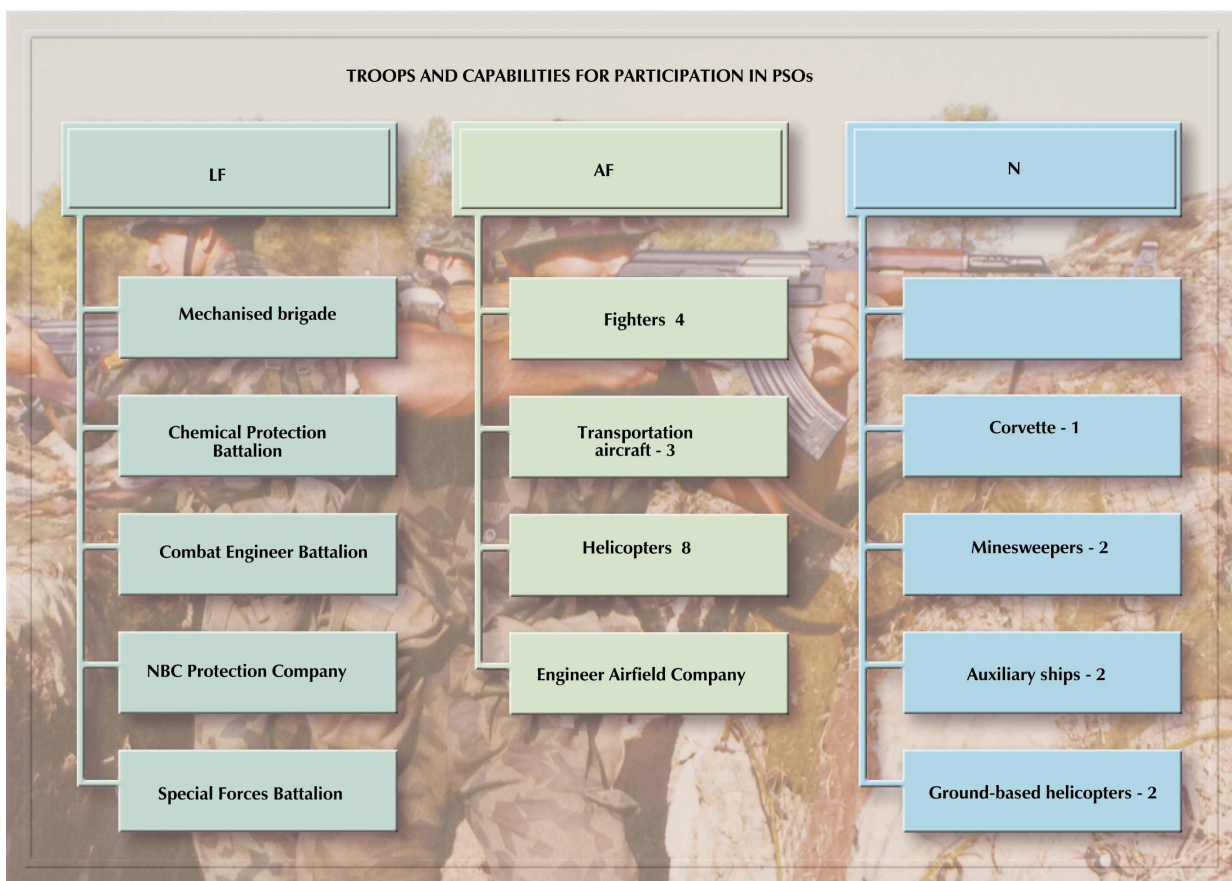 TROOPS AND CAPABILITIES FOR PARTICIPATION IN PSOs
LF
Mechanised brigade
Chemical Protection
Battalion
Combat Engineer Battalion
NBC Protection Company
Special Forces Battalion
AF
Fighters 4
Transportation
aircraft - 3
Helicopters 8
Engineer Airfield Company
N
Corvette - 1
Minesweepers - 2
Auxiliary ships - 2
Ground-based helicopters - 2